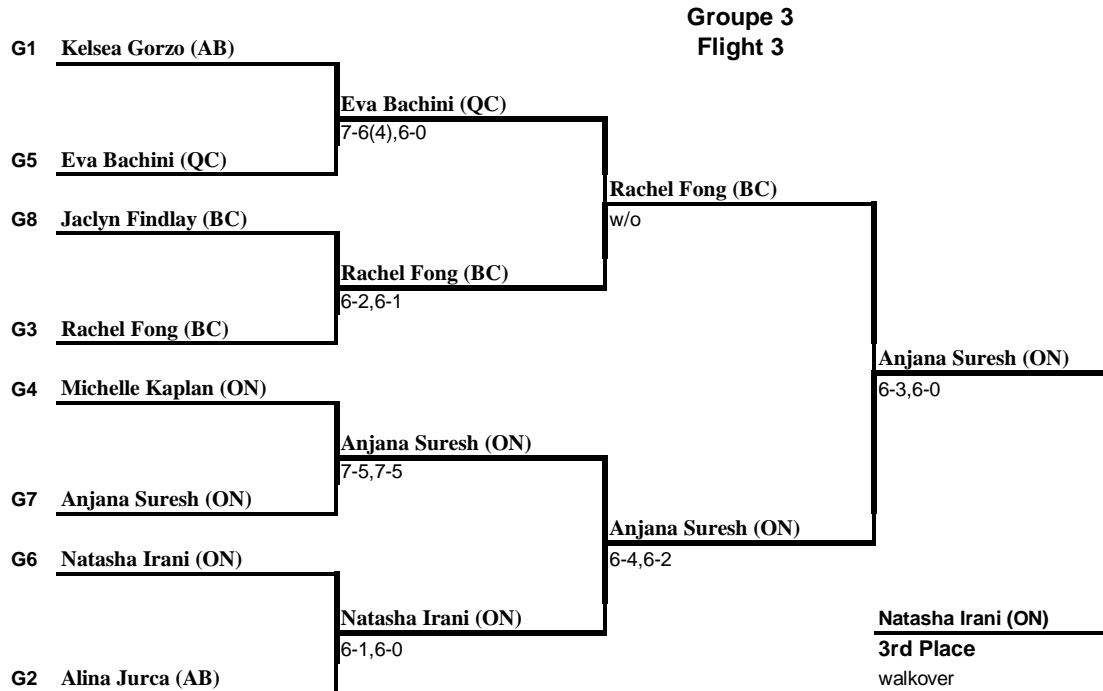 Groupe 3
Flight 3
G1 Kelsea Gorzo (AB)
Eva Bachini (QC)
7-6(4),6-0
G5 Eva Bachini (QC)
Rachel Fong (BC)
w/o
G8 Jaclyn Findlay (BC)
Rachel Fong (BC)
6-2,6-1
G3 Rachel Fong (BC)
Anjana Suresh (ON)
6-3,6-0
G4 Michelle Kaplan (ON)
Anjana Suresh (ON)
7-5,7-5
G7 Anjana Suresh (ON)
Anjana Suresh (ON)
6-4,6-2
G6 Natasha Irani (ON)
Natasha Irani (ON)
6-1,6-0
G2 Alina Jurca (AB)
Natasha Irani (ON)
3rd Place
walkover